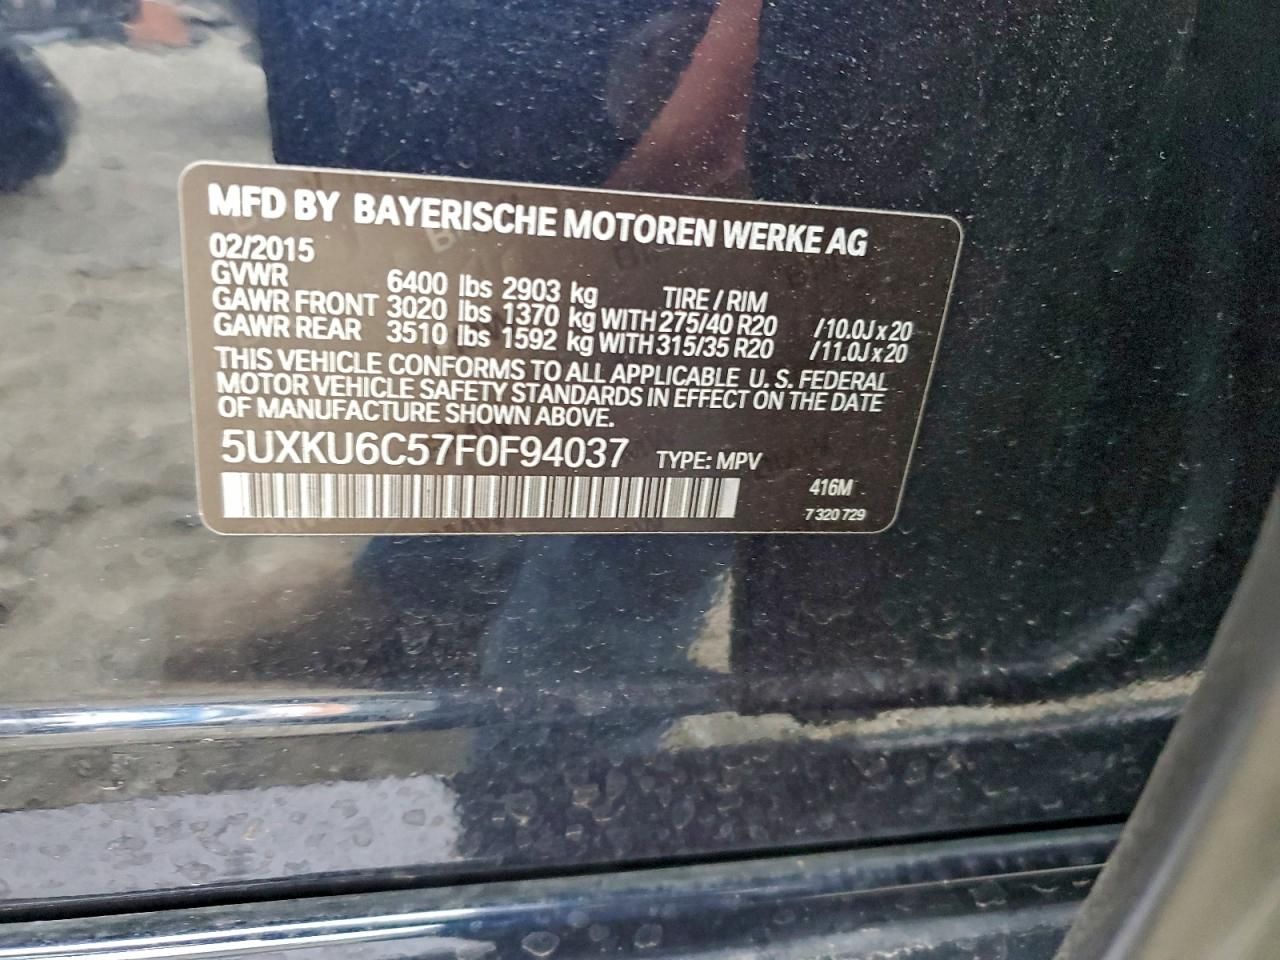 MFD BY BAYERISCHE MOTOREN WERKE AG
02/2015
GVWR 6400 lbs 2903 kg TIRE / RIM
GAWR FRONT 3020 lbs 1370 kg WITH 275/40 R20 /10.0J x 20
GAWR REAR 3510 lbs 1592 kg WITH 315/35 R20 /11.0J x 20
THIS VEHICLE CONFORMS TO ALL APPLICABLE U. S. FEDERAL
MOTOR VEHICLE SAFETY STANDARDS IN EFFECT ON THE DATE
OF MANUFACTURE SHOWN ABOVE.
5UXKU6C57F0F94037 TYPE: MPV
416M
7 320 729